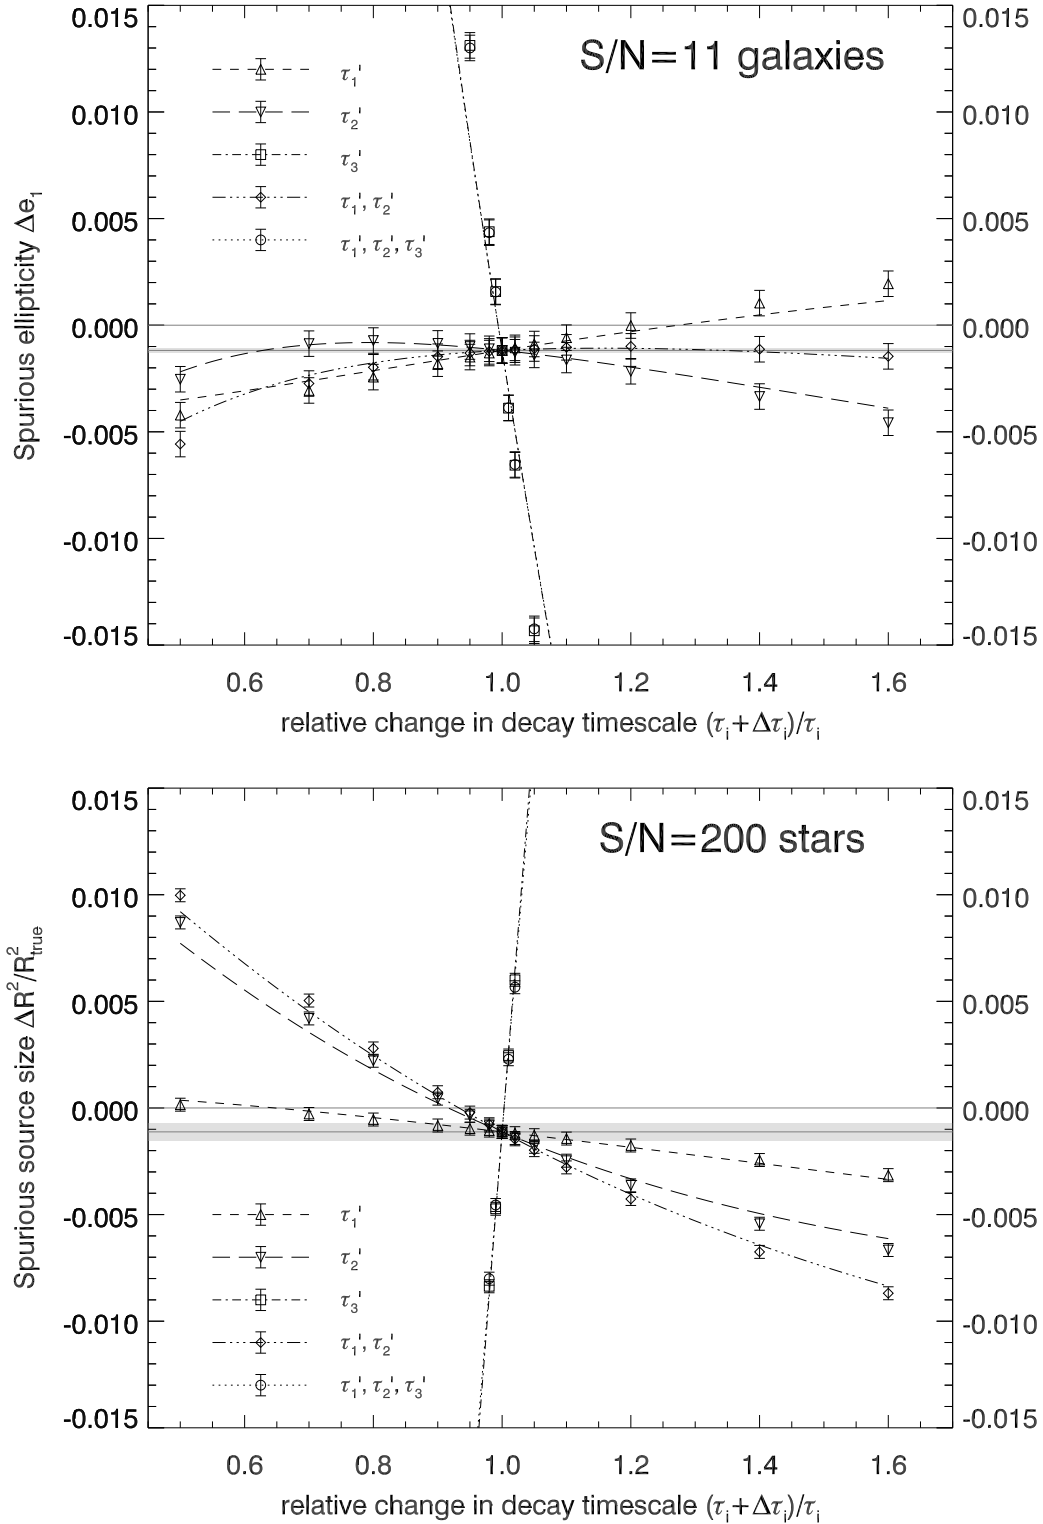 S/N=11 galaxies
0.015 0.015
0.010 0.010
0.005 0.005
0.000 0.000
-0.005 -0.005
-0.010 -0.010
-0.015 -0.015
τ₁'
τ₂'
τ₃'
τ₁', τ₂'
τ₁', τ₂', τ₃'
Spurious ellipticity Δe₁
0.6 0.8 1.0 1.2 1.4 1.6
relative change in decay timescale (τᵢ+Δτᵢ)/τᵢ
S/N=200 stars
0.015 0.015
0.010 0.010
0.005 0.005
0.000 0.000
-0.005 -0.005
-0.010 -0.010
-0.015 -0.015
Spurious source size ΔR²/R²true
τ₁'
τ₂'
τ₃'
τ₁', τ₂'
τ₁', τ₂', τ₃'
0.6 0.8 1.0 1.2 1.4 1.6
relative change in decay timescale (τᵢ+Δτᵢ)/τᵢ